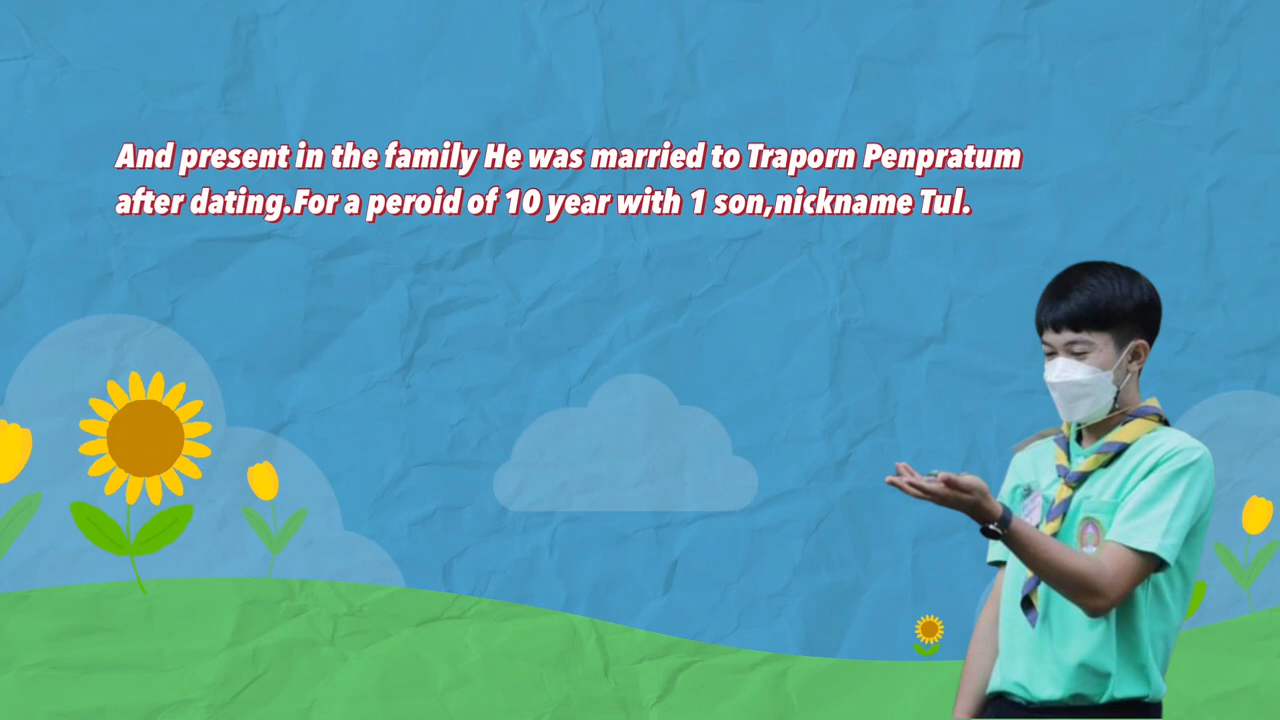 And present in the family He was married to Traporn Penpratum
after dating.For a peroid of 10 year with 1 son,nickname Tul.